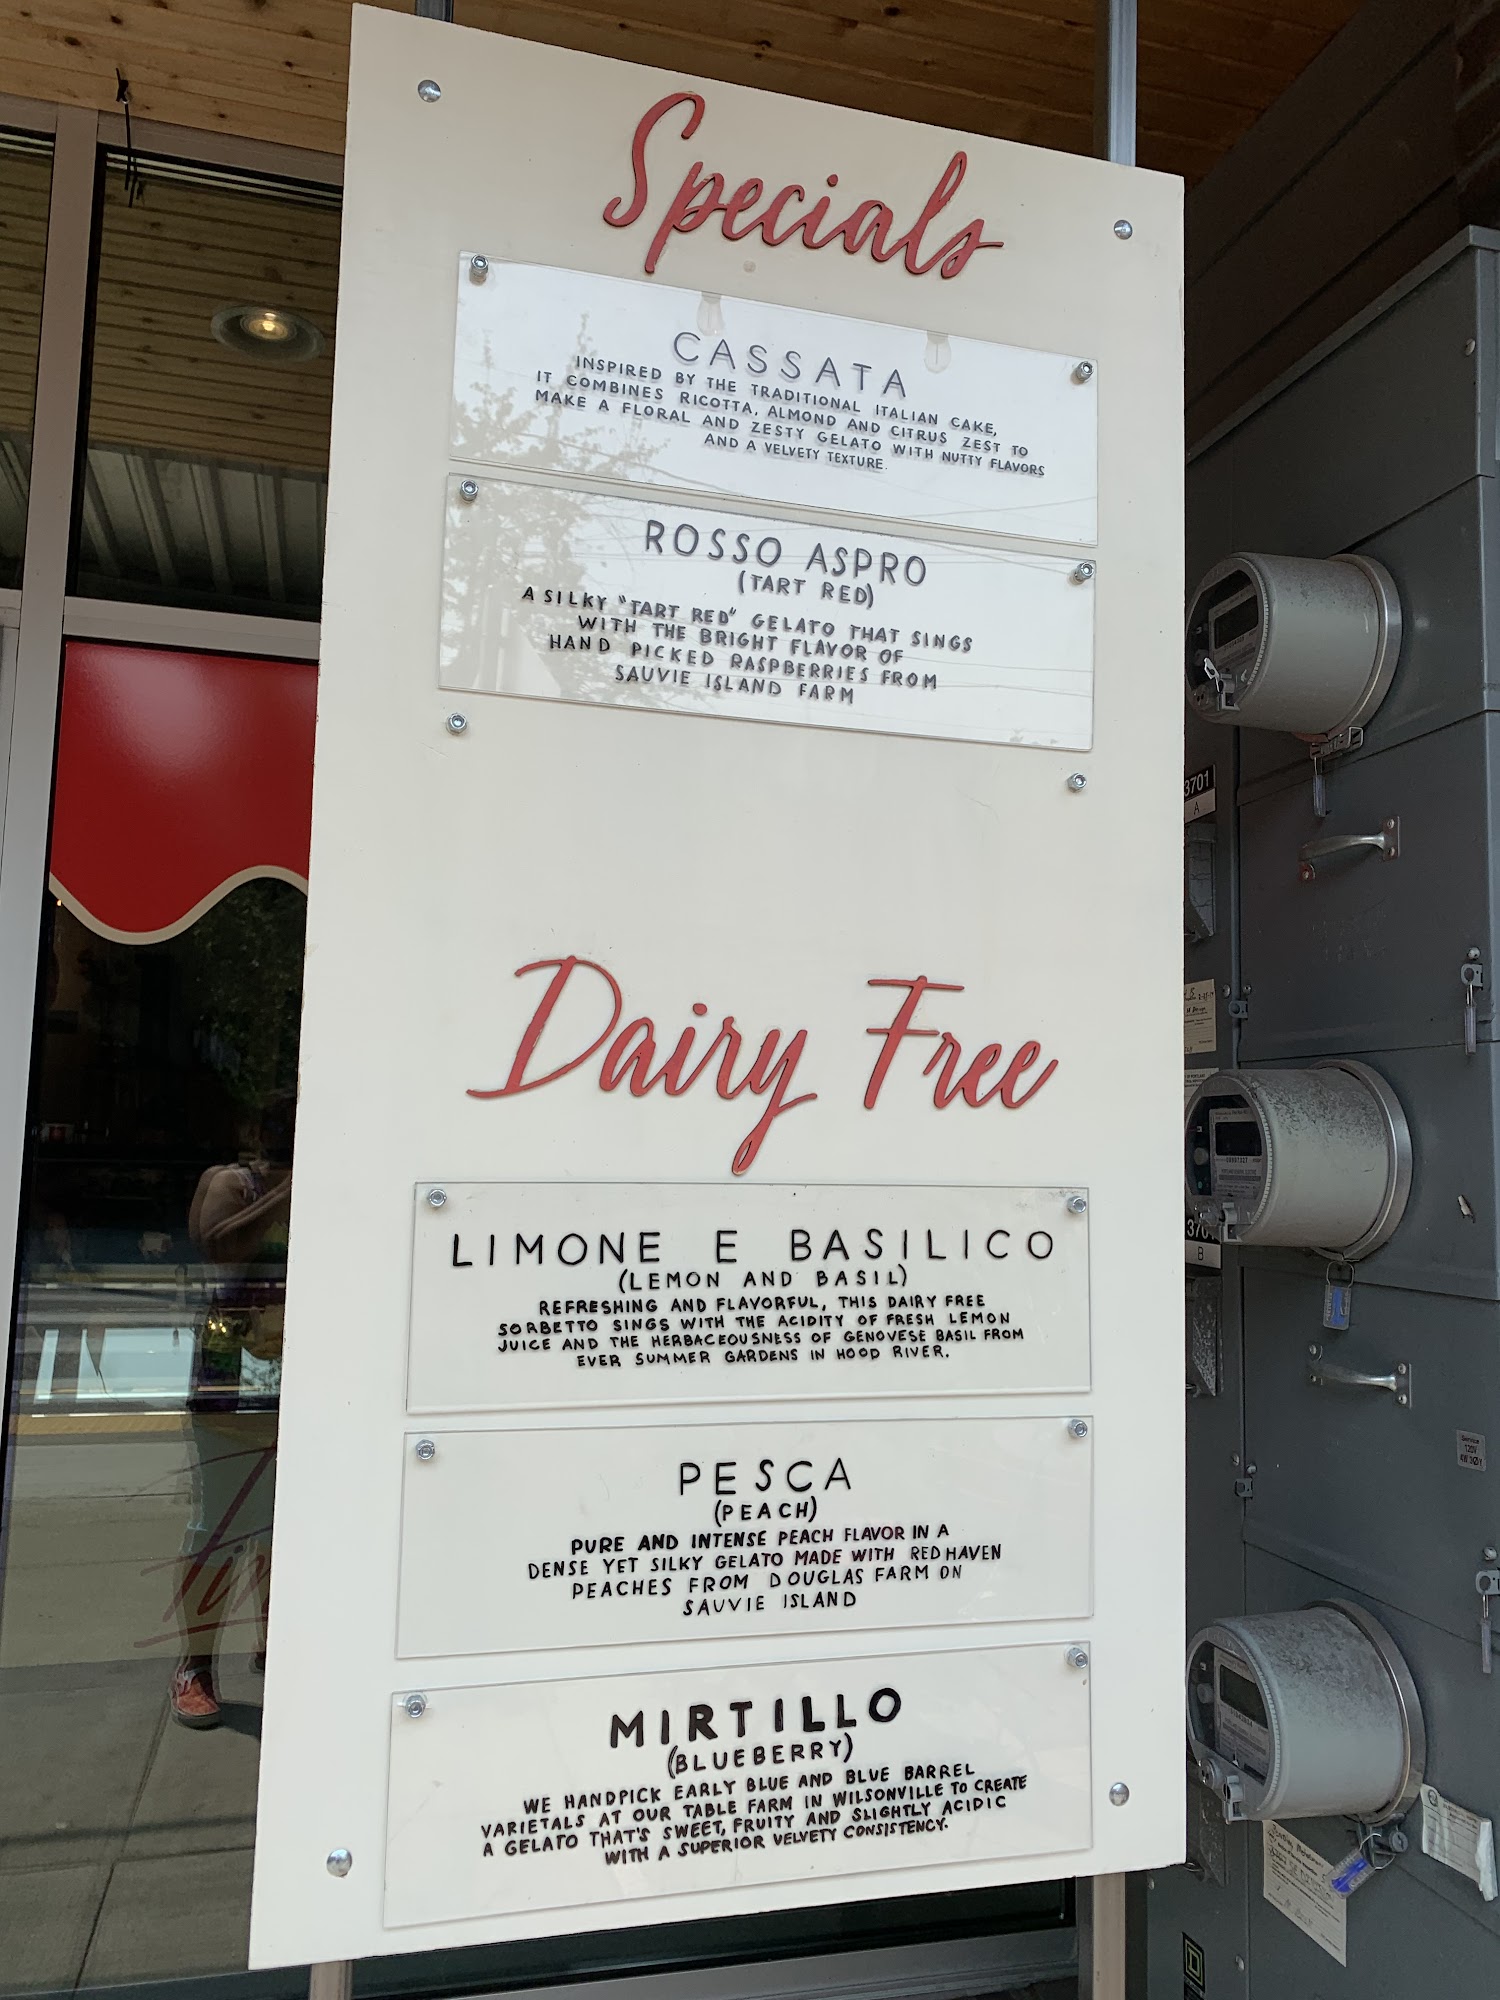 Specials
CASSATA
INSPIRED BY THE TRADITIONAL ITALIAN CAKE,
IT COMBINES RICOTTA, ALMOND AND CITRUS ZEST TO
MAKE A FLORAL AND ZESTY GELATO WITH NUTTY FLAVORS
AND A VELVETY TEXTURE.
ROSSO ASPRO
(TART RED)
A SILKY "TART RED" GELATO THAT SINGS
WITH THE BRIGHT FLAVOR OF
HAND PICKED RASPBERRIES FROM
SAUVIE ISLAND FARM
Dairy Free
LIMONE E BASILICO
(LEMON AND BASIL)
REFRESHING AND FLAVORFUL, THIS DAIRY FREE
SORBETTO SINGS WITH THE ACIDITY OF FRESH LEMON
JUICE AND THE HERBACEOUSNESS OF GENOVESE BASIL FROM
EVER SUMMER GARDENS IN HOOD RIVER.
PESCA
(PEACH)
PURE AND INTENSE PEACH FLAVOR IN A
DENSE YET SILKY GELATO MADE WITH RED HAVEN
PEACHES FROM DOUGLAS FARM ON
SAUVIE ISLAND
MIRTILLO
(BLUEBERRY)
WE HANDPICK EARLY BLUE AND BLUE BARREL
VARIETALS AT OUR TABLE FARM IN WILSONVILLE TO CREATE
A GELATO THAT'S SWEET, FRUITY AND SLIGHTLY ACIDIC
WITH A SUPERIOR VELVETY CONSISTENCY.
3701
A
370
B